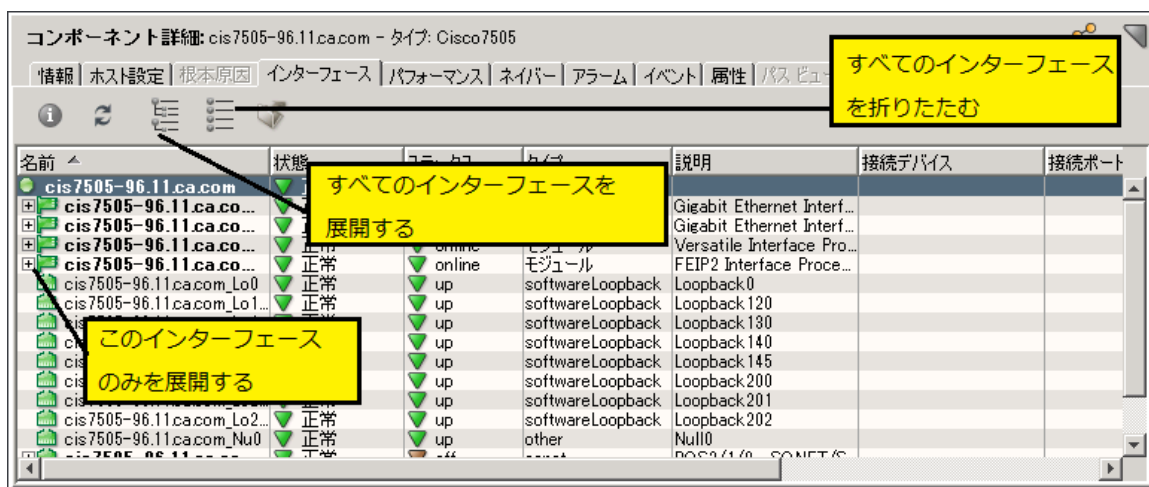 コンポーネント詳細: cis7505-96.11.ca.com - タイプ: Cisco7505
情報 ホスト設定 根本原因 インターフェース パフォーマンス ネイバー アラーム イベント 属性 パス ビュー
すべてのインターフェース
を折りたたむ
名前 状態 説明 接続デバイス 接続ポート
cis7505-96.11.ca.com
すべてのインターフェースを
展開する
cis7505-96.11.ca.co... Gigabit Ethernet Interf...
cis7505-96.11.ca.co... Gigabit Ethernet Interf...
cis7505-96.11.ca.co... 正常 online モジュール Versatile Interface Pro...
cis7505-96.11.ca.co... 正常 online モジュール FEIP2 Interface Proce...
cis7505-96.11.ca.com_Lo0 正常 up softwareLoopback Loopback0
cis7505-96.11.ca.com_Lo1... 正常 up softwareLoopback Loopback120
up softwareLoopback Loopback130
up softwareLoopback Loopback140
up softwareLoopback Loopback145
up softwareLoopback Loopback200
up softwareLoopback Loopback201
このインターフェース
のみを展開する
cis7505-96.11.ca.com_Lo2... 正常 up softwareLoopback Loopback202
cis7505-96.11.ca.com_Nu0 正常 up other Null0